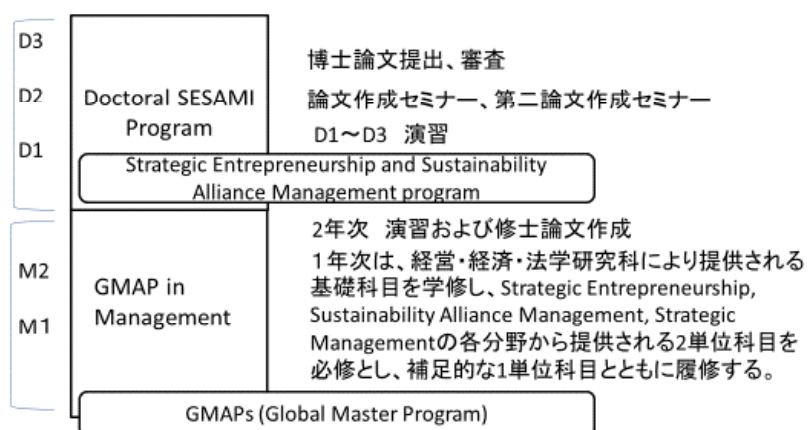 D3
博士論文提出、審査
D2
Doctoral SESAMI
Program
論文作成セミナー、第二論文作成セミナー
D1
D1～D3 演習
Strategic Entrepreneurship and Sustainability
Alliance Management program
2年次 演習および修士論文作成
M2
M1
GMAP in
Management
1年次は、経営・経済・法学研究科により提供される
基礎科目を学修し、Strategic Entrepreneurship,
Sustainability Alliance Management, Strategic
Managementの各分野から提供される2単位科目を
必修とし、補足的な1単位科目とともに履修する。
GMAPs (Global Master Program)